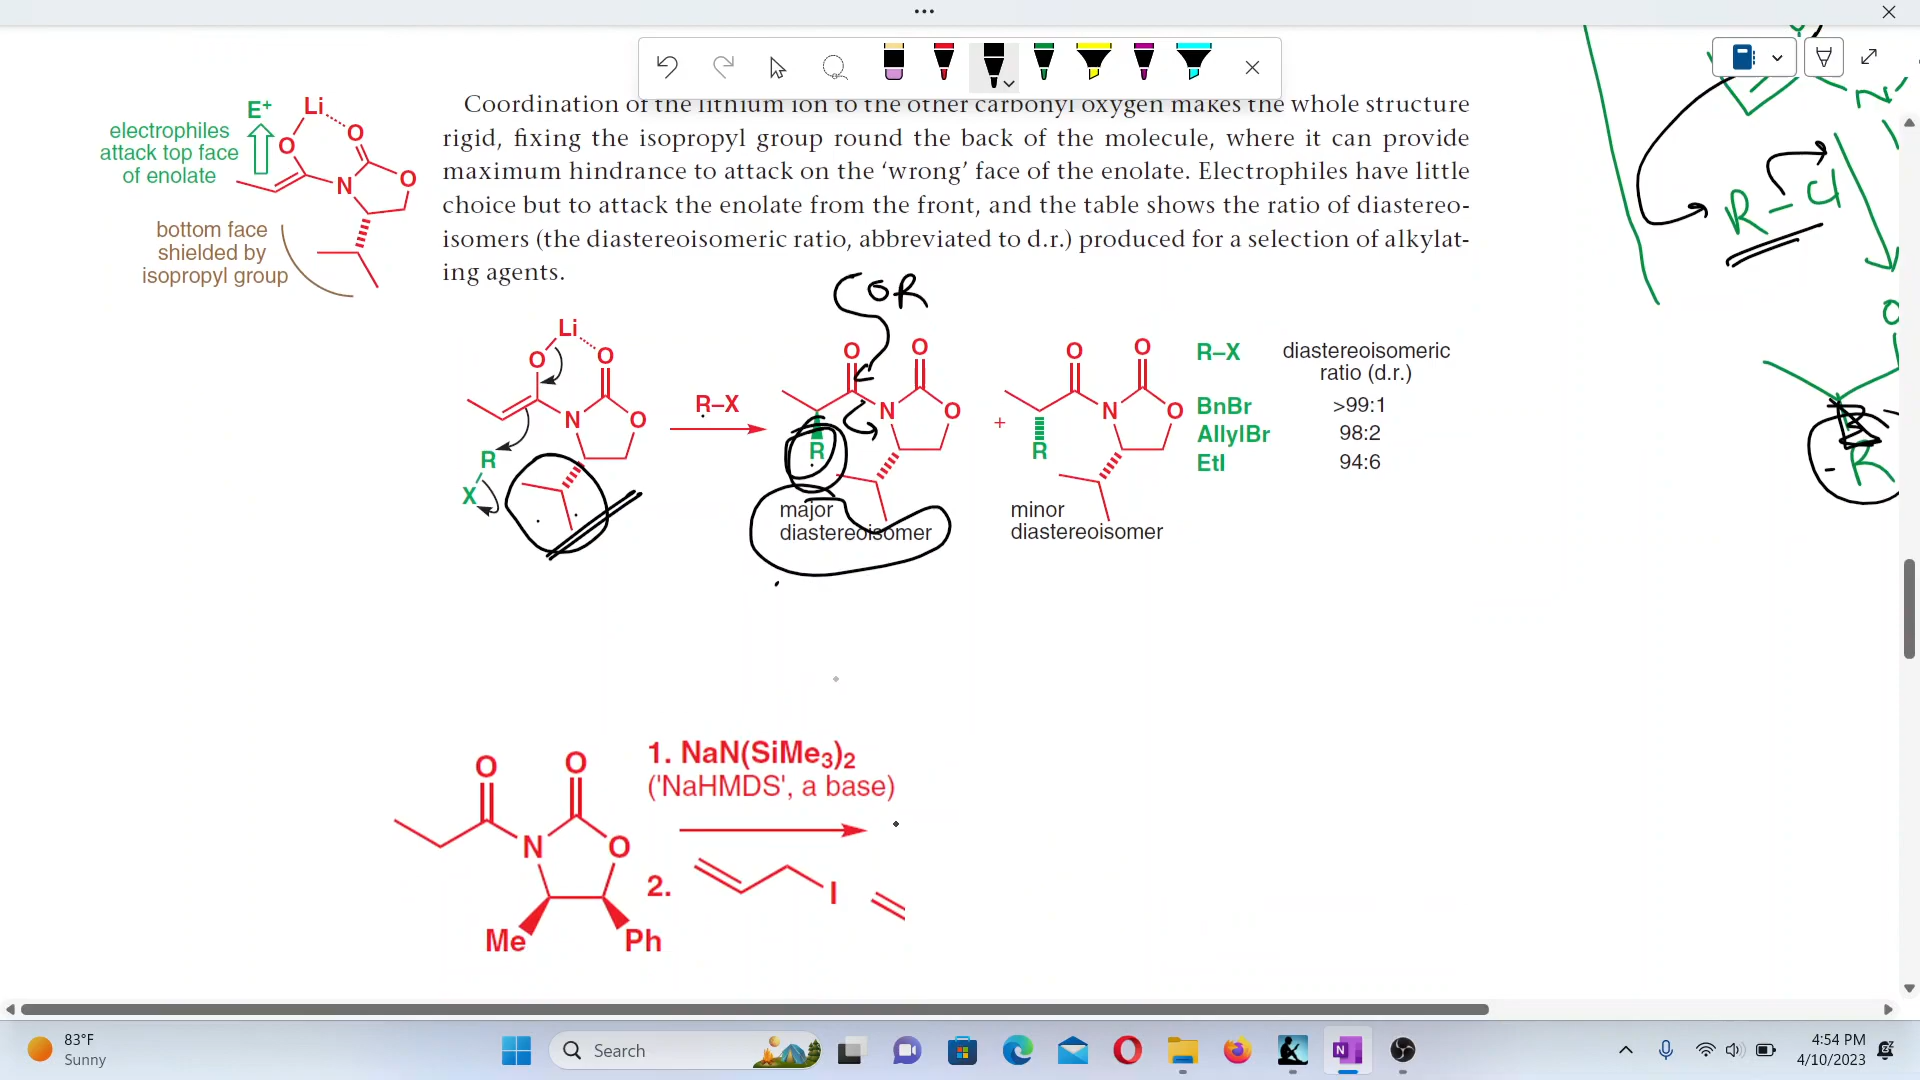 Coordination of the lithium ion to the other carbonyl oxygen makes the whole structure
rigid, fixing the isopropyl group round the back of the molecule, where it can provide
maximum hindrance to attack on the ‘wrong’ face of the enolate. Electrophiles have little
choice but to attack the enolate from the front, and the table shows the ratio of diastereo-
isomers (the diastereoisomeric ratio, abbreviated to d.r.) produced for a selection of alkylat-
ing agents.
E+
Li
O
O
N
O
electrophiles
attack top face
of enolate
bottom face
shielded by
isopropyl group
N
R–Cl
O
R
OR
Li
O
O
N
O
R
X
R–X
O
O
N
O
R
major
diastereoisomer
+
O
O
N
O
R
minor
diastereoisomer
R–X diastereoisomeric
ratio (d.r.)
BnBr >99:1
AllylBr 98:2
EtI 94:6
O
O
N
O
Me
Ph
1. NaN(SiMe3)2
('NaHMDS', a base)
2.
I
83°F
Sunny
Search
4:54 PM
4/10/2023